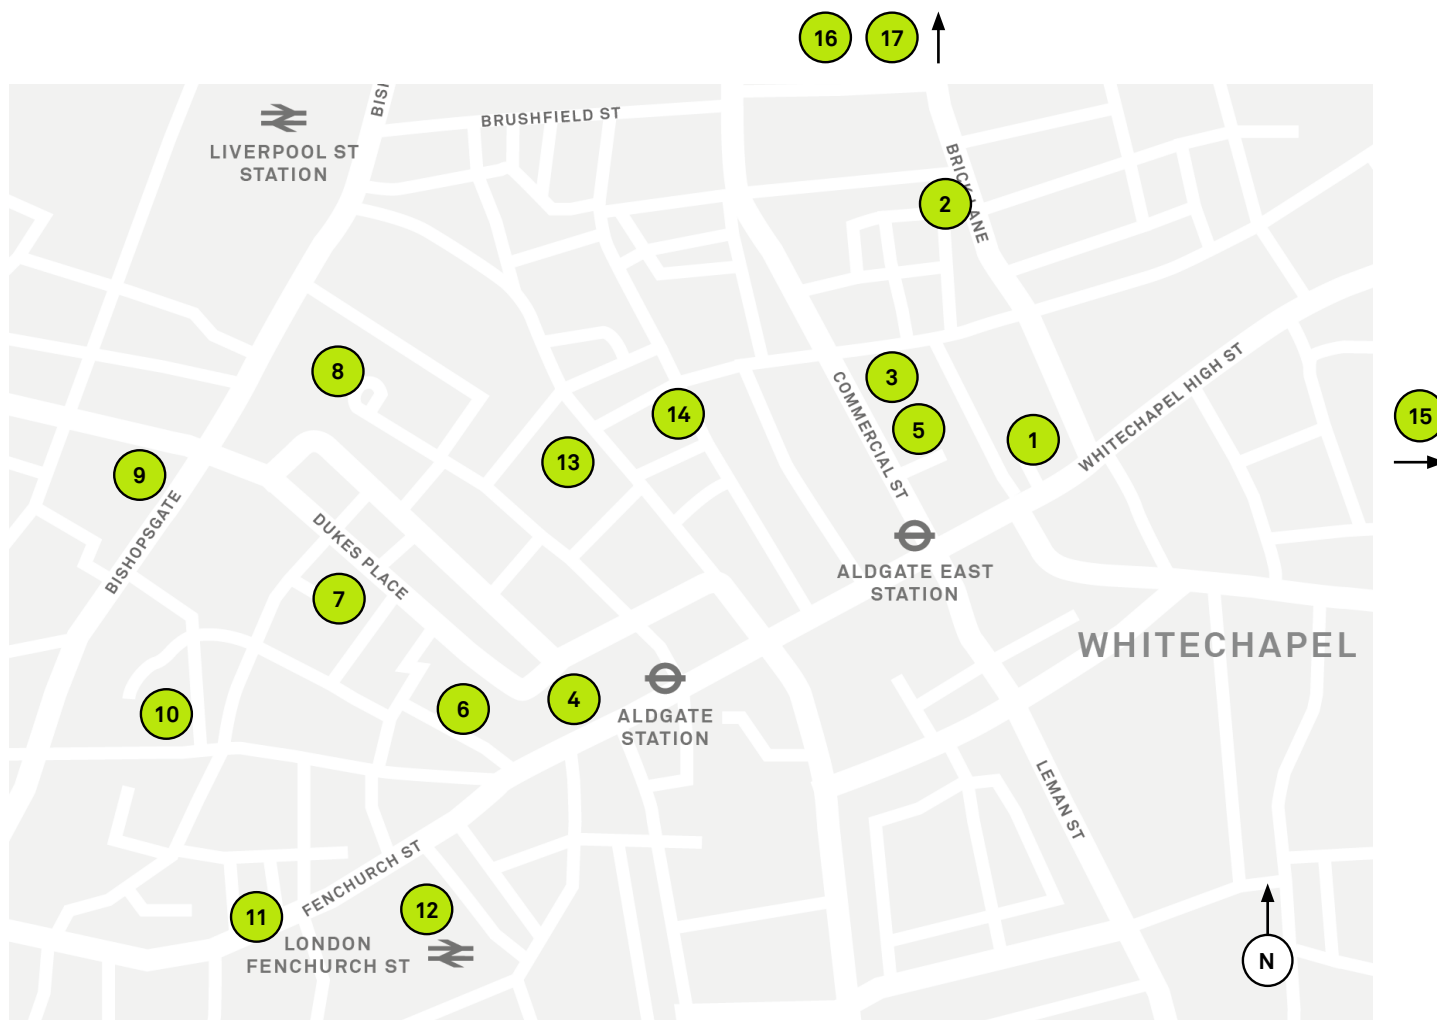 16
17
BISI
BRUSHFIELD ST
LIVERPOOL ST
STATION
BRICK LANE
2
8
3
COMMERCIAL ST
WHITECHAPEL HIGH ST
14
5
15
1
13
9
BISHOPSGATE
DUKES PLACE
ALDGATE EAST
STATION
7
WHITECHAPEL
10
6
4
ALDGATE
STATION
LEMAN ST
FENCHURCH ST
11
12
LONDON
FENCHURCH ST
N